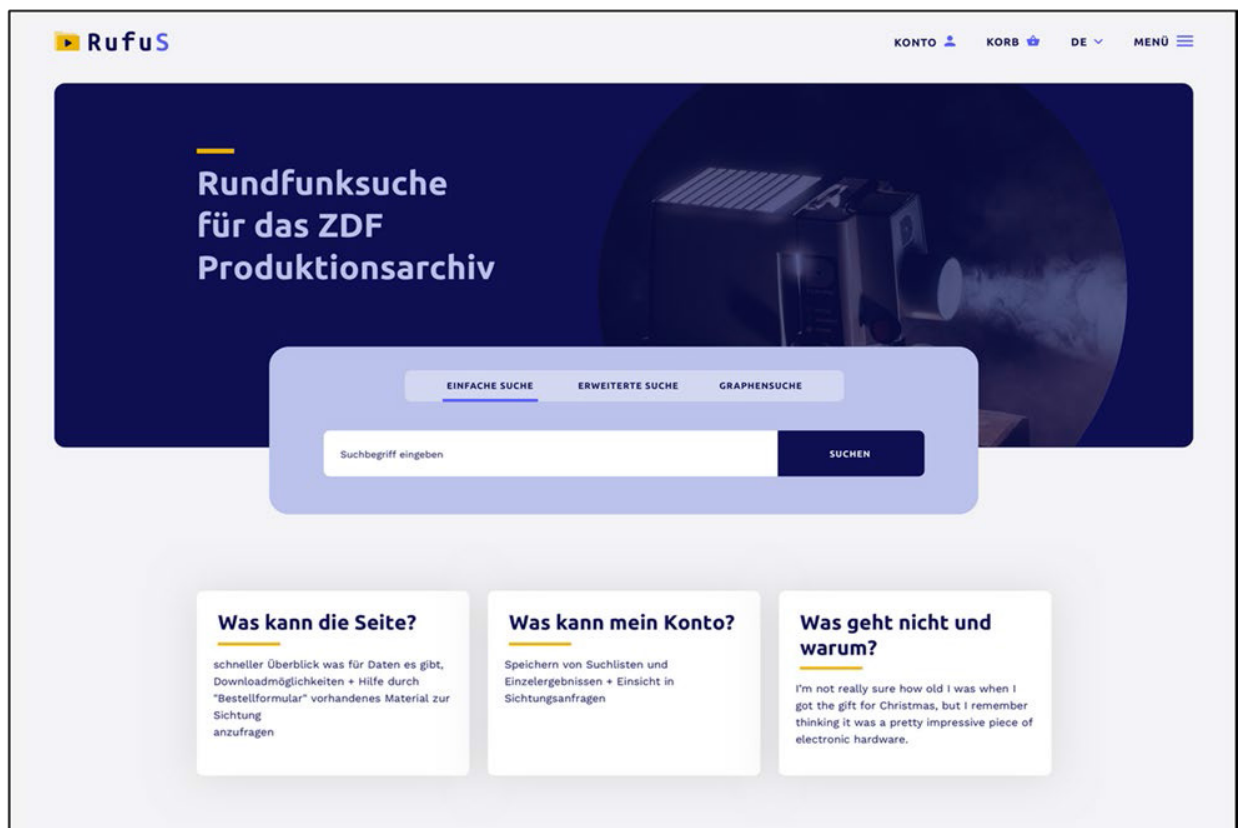 RufuS
KONTO
KORB
DE
MENÜ
Rundfunksuche
für das ZDF
Produktionsarchiv
EINFACHE SUCHE
ERWEITERTE SUCHE
GRAPHENSUCHE
Suchbegriff eingeben
SUCHEN
Was kann die Seite?
schneller Überblick was für Daten es gibt,
Downloadmöglichkeiten + Hilfe durch
"Bestellformular" vorhandenes Material zur
Sichtung
anzufragen
Was kann mein Konto?
Speichern von Suchlisten und
Einzelergebnissen + Einsicht in
Sichtungsanfragen
Was geht nicht und
warum?
I'm not really sure how old I was when I
got the gift for Christmas, but I remember
thinking it was a pretty impressive piece of
electronic hardware.